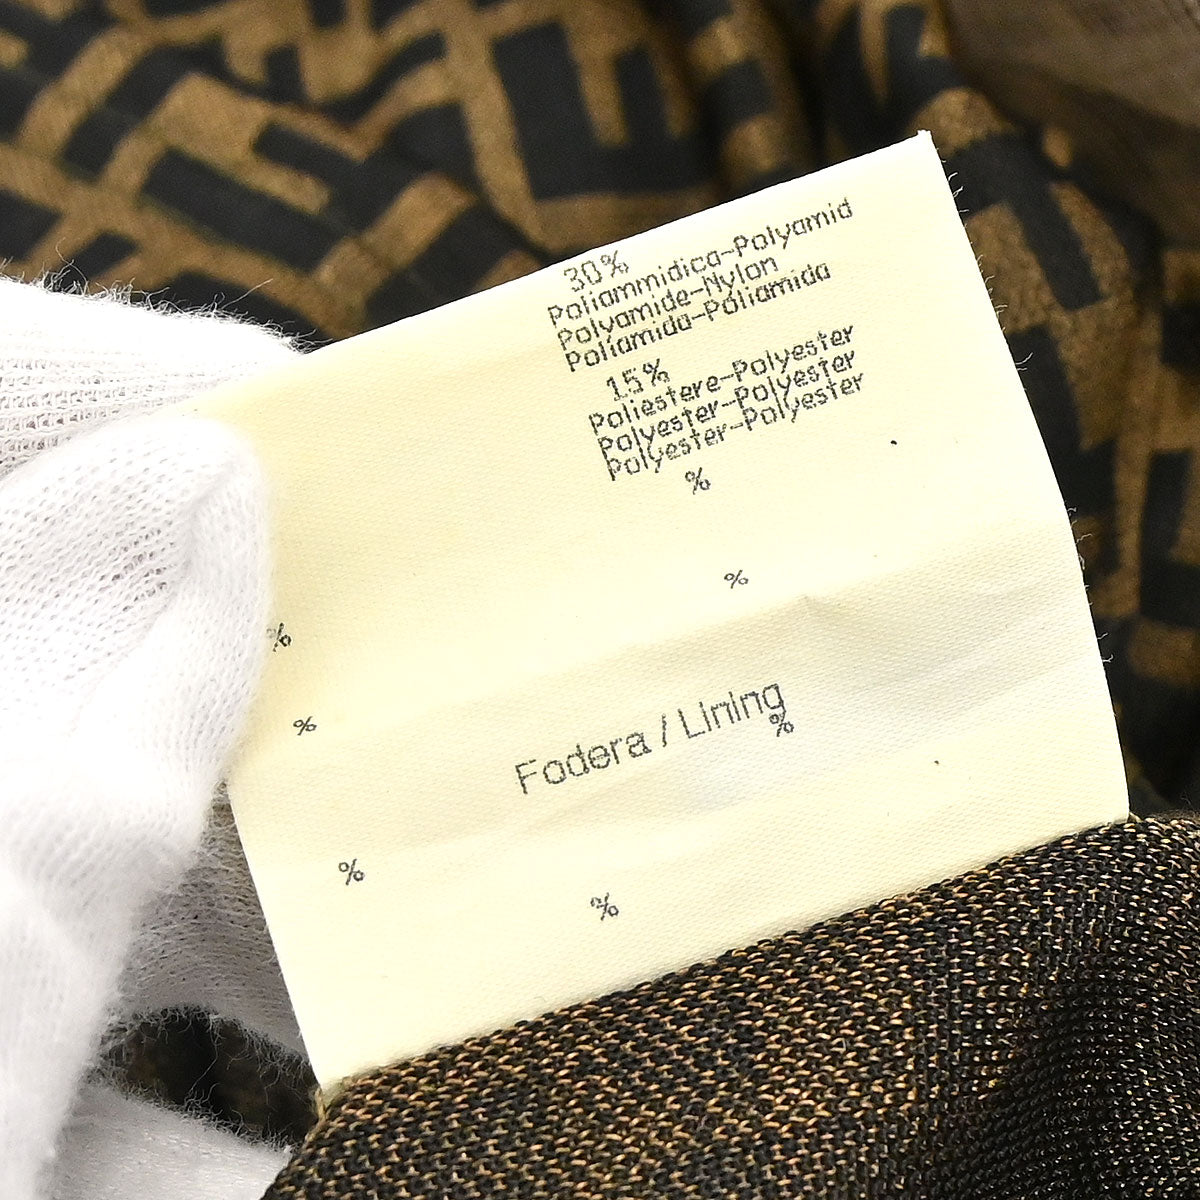 30%
Poliammidica-Polyamid
Polyamide-Nylon
Poliamida-Poliamida
15%
Poliestere-Polyester
Polyester-Polyester
Polyester-Polyester
%
%
%
%
Fodera / Lining
%
%
%